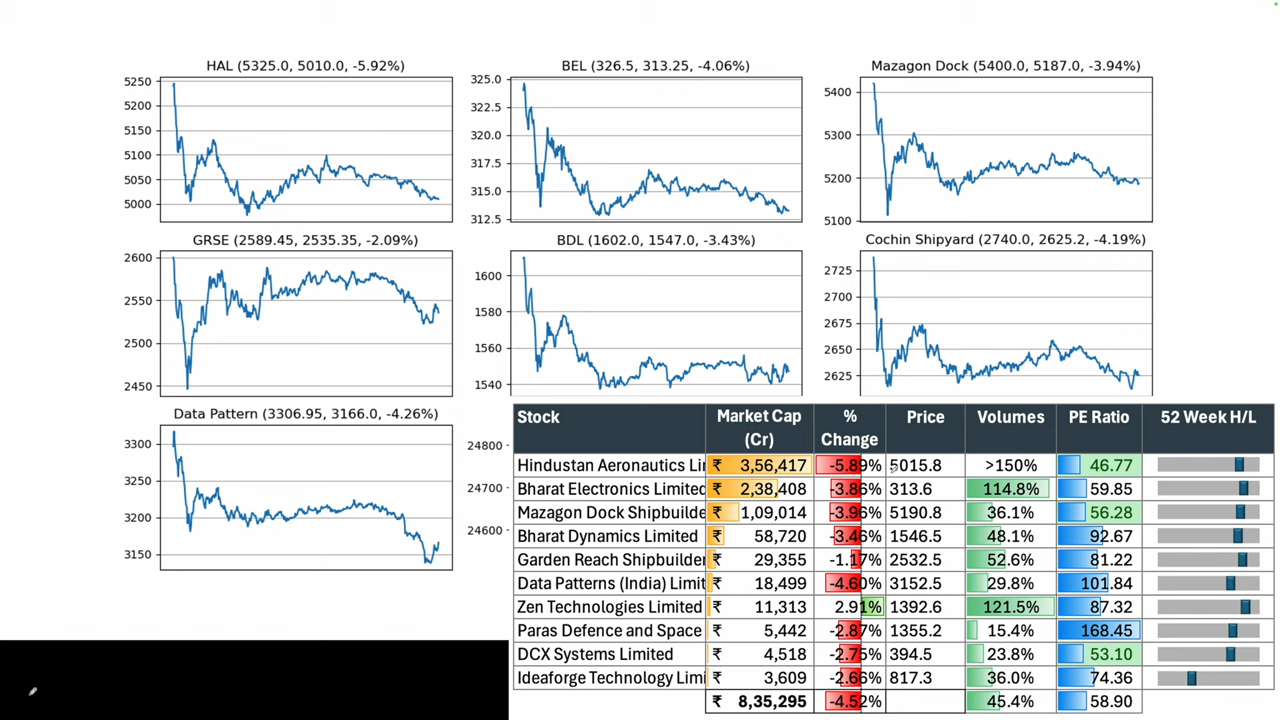 HAL (5325.0, 5010.0, -5.92%)
5250
5200
5150
5100
5050
5000
BEL (326.5, 313.25, -4.06%)
325.0
322.5
320.0
317.5
315.0
312.5
Mazagon Dock (5400.0, 5187.0, -3.94%)
5400
5300
5200
5100
GRSE (2589.45, 2535.35, -2.09%)
2600
2550
2500
2450
BDL (1602.0, 1547.0, -3.43%)
1600
1580
1560
1540
Cochin Shipyard (2740.0, 2625.2, -4.19%)
2725
2700
2675
2650
2625
Data Pattern (3306.95, 3166.0, -4.26%)
3300
3250
3200
3150
24800
24700
24600
Stock Market Cap (Cr) % Change Price Volumes PE Ratio 52 Week H/L
Hindustan Aeronautics Li ₹ 3,56,417 -5.89% 5015.8 >150% 46.77
Bharat Electronics Limited ₹ 2,38,408 -3.86% 313.6 114.8% 59.85
Mazagon Dock Shipbuilde ₹ 1,09,014 -3.96% 5190.8 36.1% 56.28
Bharat Dynamics Limited ₹ 58,720 -3.46% 1546.5 48.1% 92.67
Garden Reach Shipbuilder ₹ 29,355 -1.17% 2532.5 52.6% 81.22
Data Patterns (India) Limit ₹ 18,499 -4.60% 3152.5 29.8% 101.84
Zen Technologies Limited ₹ 11,313 2.91% 1392.6 121.5% 87.32
Paras Defence and Space ₹ 5,442 -2.87% 1355.2 15.4% 168.45
DCX Systems Limited ₹ 4,518 -2.75% 394.5 23.8% 53.10
Ideaforge Technology Limi ₹ 3,609 -2.66% 817.3 36.0% 74.36
₹ 8,35,295 -4.52% 45.4% 58.90